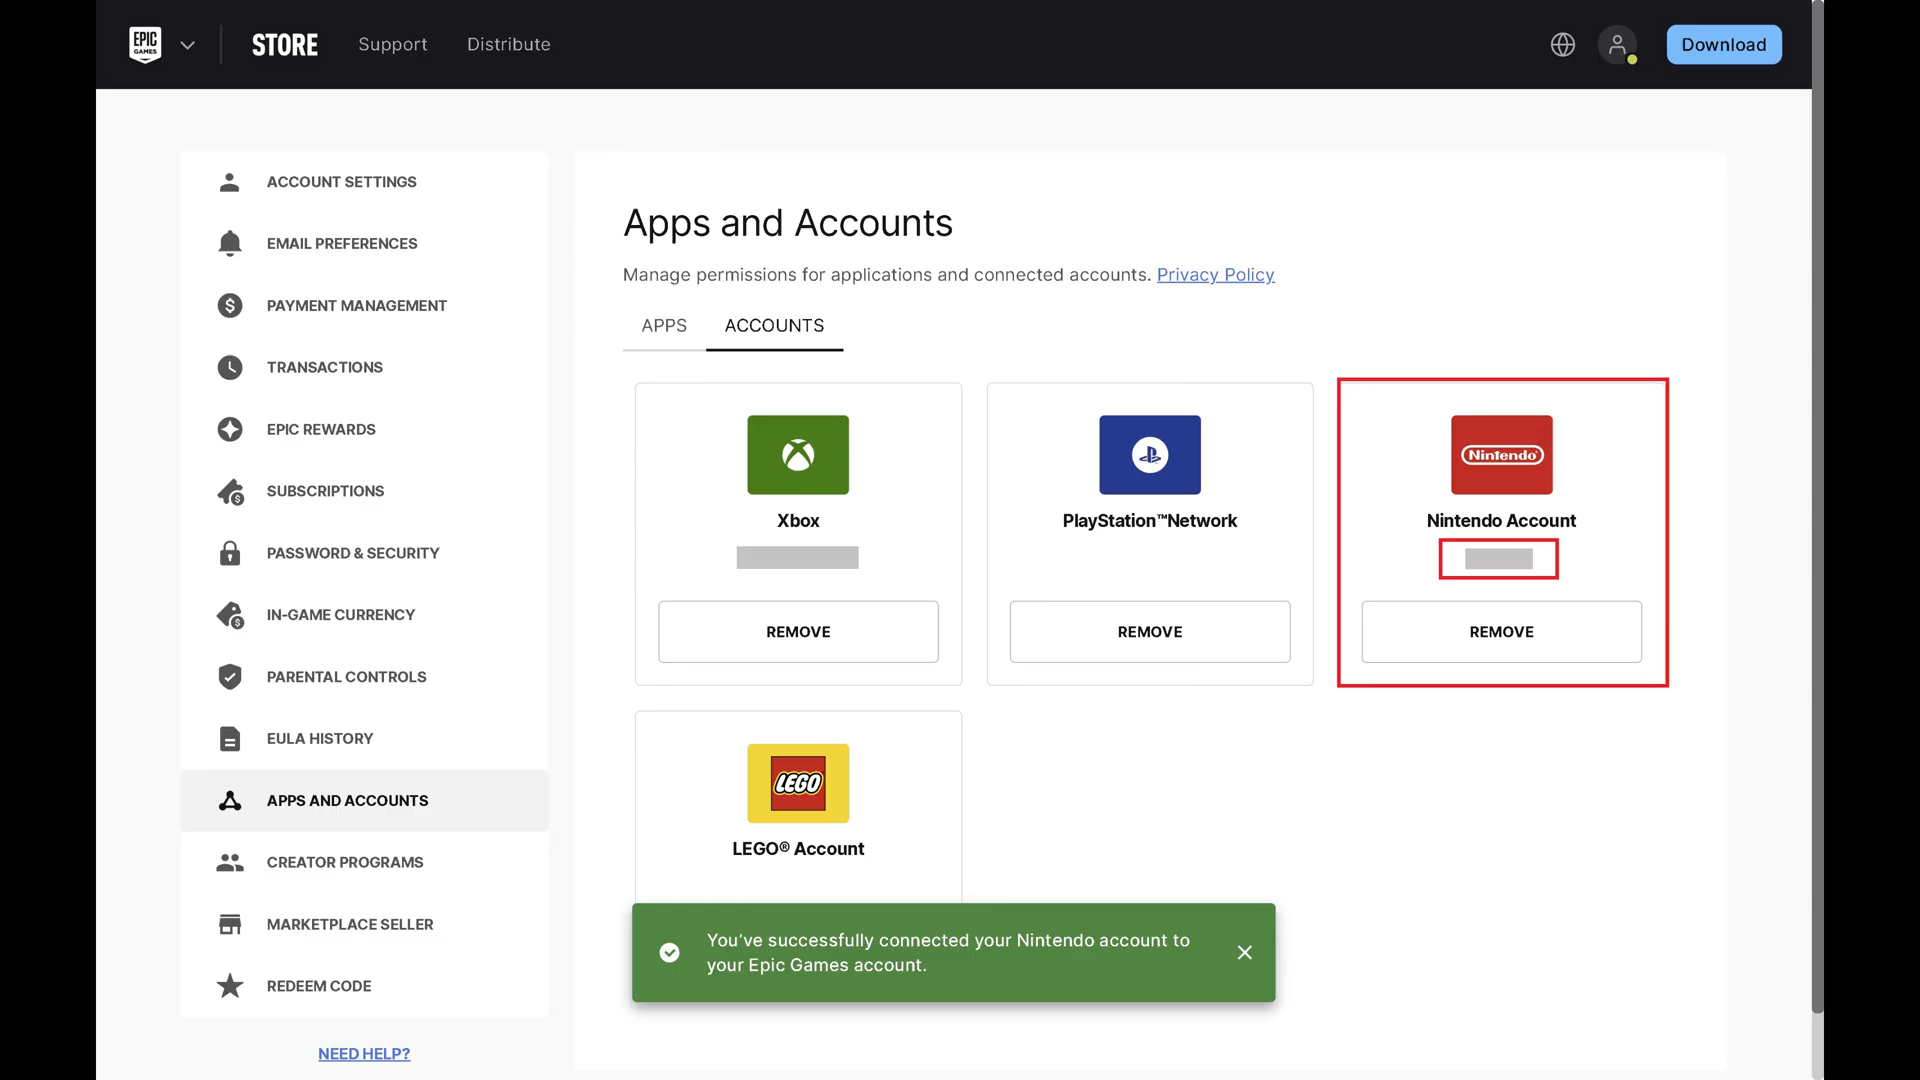 EPIC
GAMES
STORE
Support
Distribute
Download
ACCOUNT SETTINGS
EMAIL PREFERENCES
PAYMENT MANAGEMENT
TRANSACTIONS
EPIC REWARDS
SUBSCRIPTIONS
PASSWORD & SECURITY
IN-GAME CURRENCY
PARENTAL CONTROLS
EULA HISTORY
APPS AND ACCOUNTS
CREATOR PROGRAMS
MARKETPLACE SELLER
REDEEM CODE
NEED HELP?
Apps and Accounts
Manage permissions for applications and connected accounts. Privacy Policy
APPS
ACCOUNTS
Xbox
REMOVE
PlayStation™Network
REMOVE
Nintendo
Nintendo Account
REMOVE
LEGO
LEGO® Account
You've successfully connected your Nintendo account to
your Epic Games account.